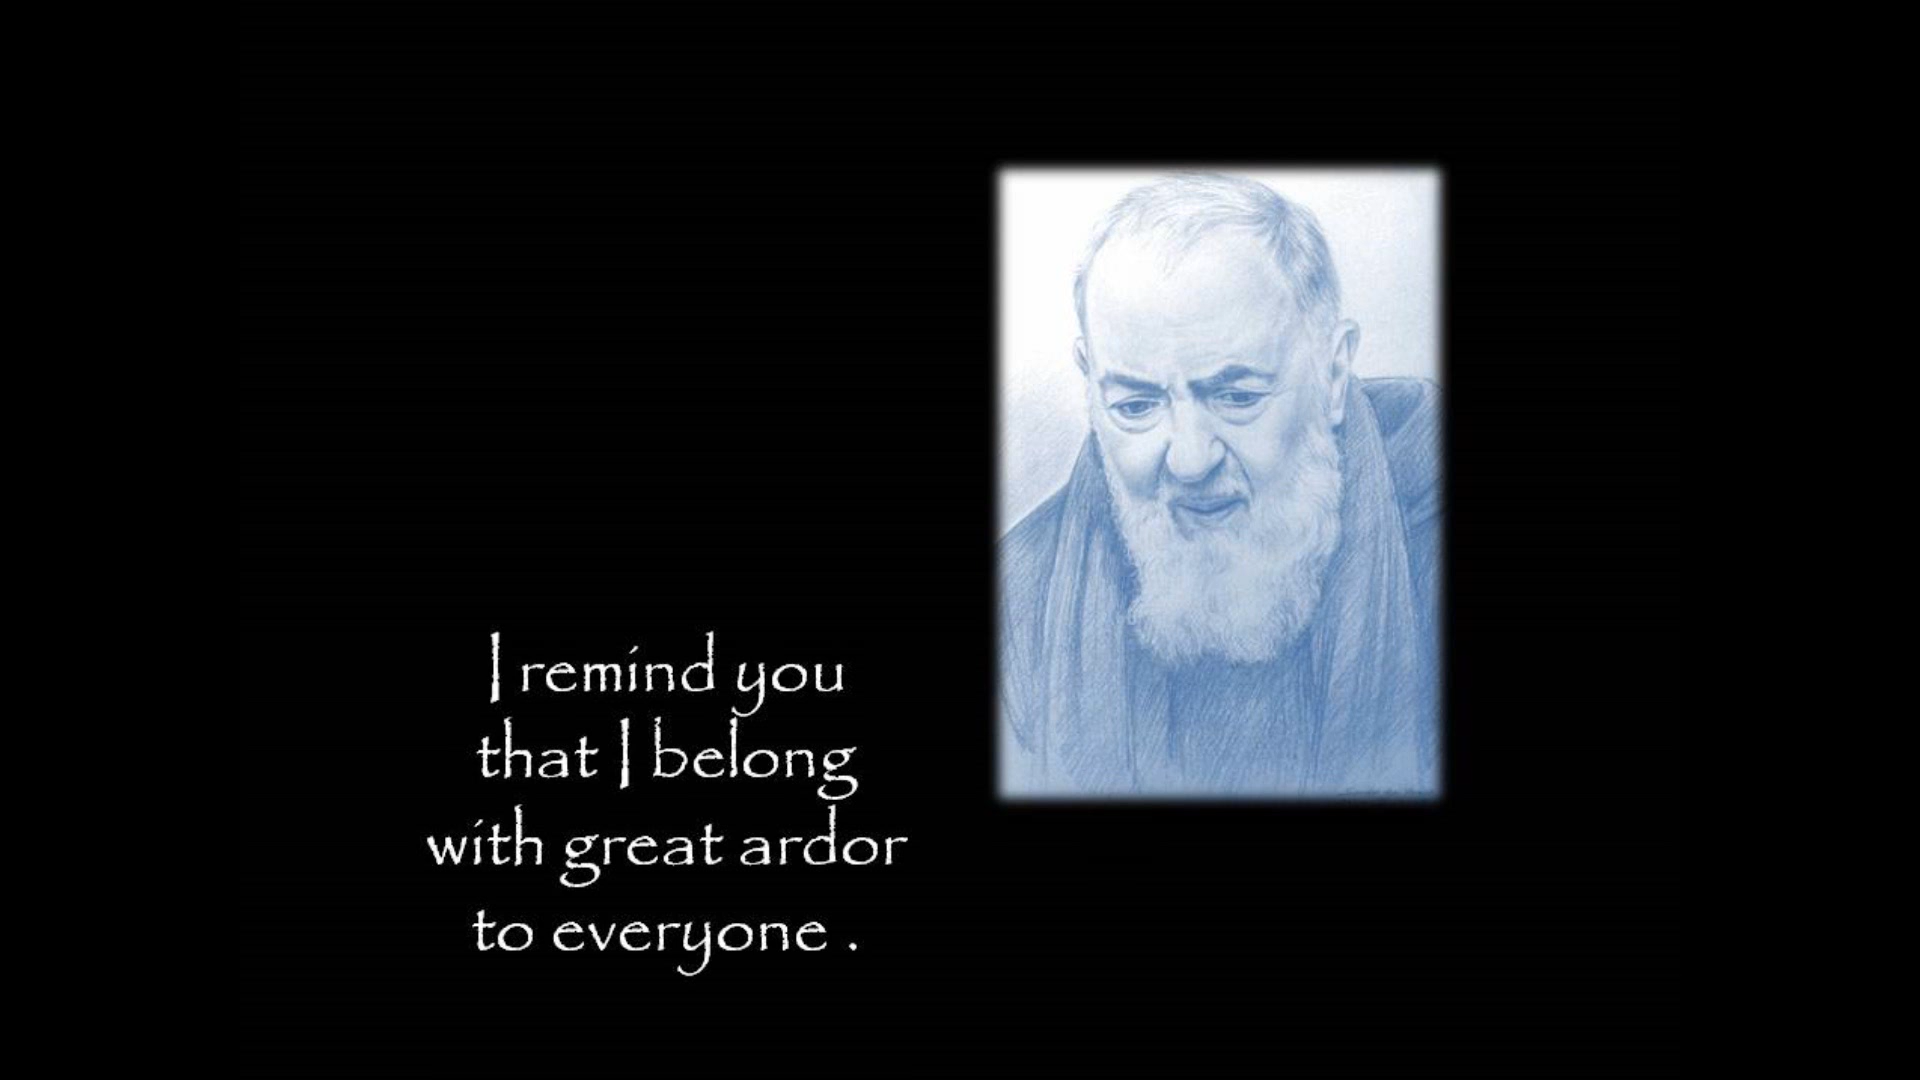 I remind you
that I belong
with great ardor
to everyone .